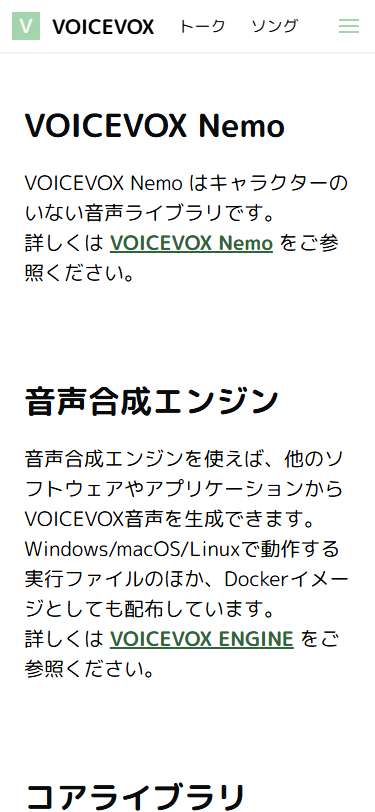 V VOICEVOX トーク ソング
VOICEVOX Nemo
VOICEVOX Nemo はキャラクターの
いない音声ライブラリです。
詳しくは VOICEVOX Nemo をご参
照ください。
音声合成エンジン
音声合成エンジンを使えば、他のソ
フトウェアやアプリケーションから
VOICEVOX音声を生成できます。
Windows/macOS/Linuxで動作する
実行ファイルのほか、Dockerイメー
ジとしても配布しています。
詳しくは VOICEVOX ENGINE をご
参照ください。
コアライブラリ